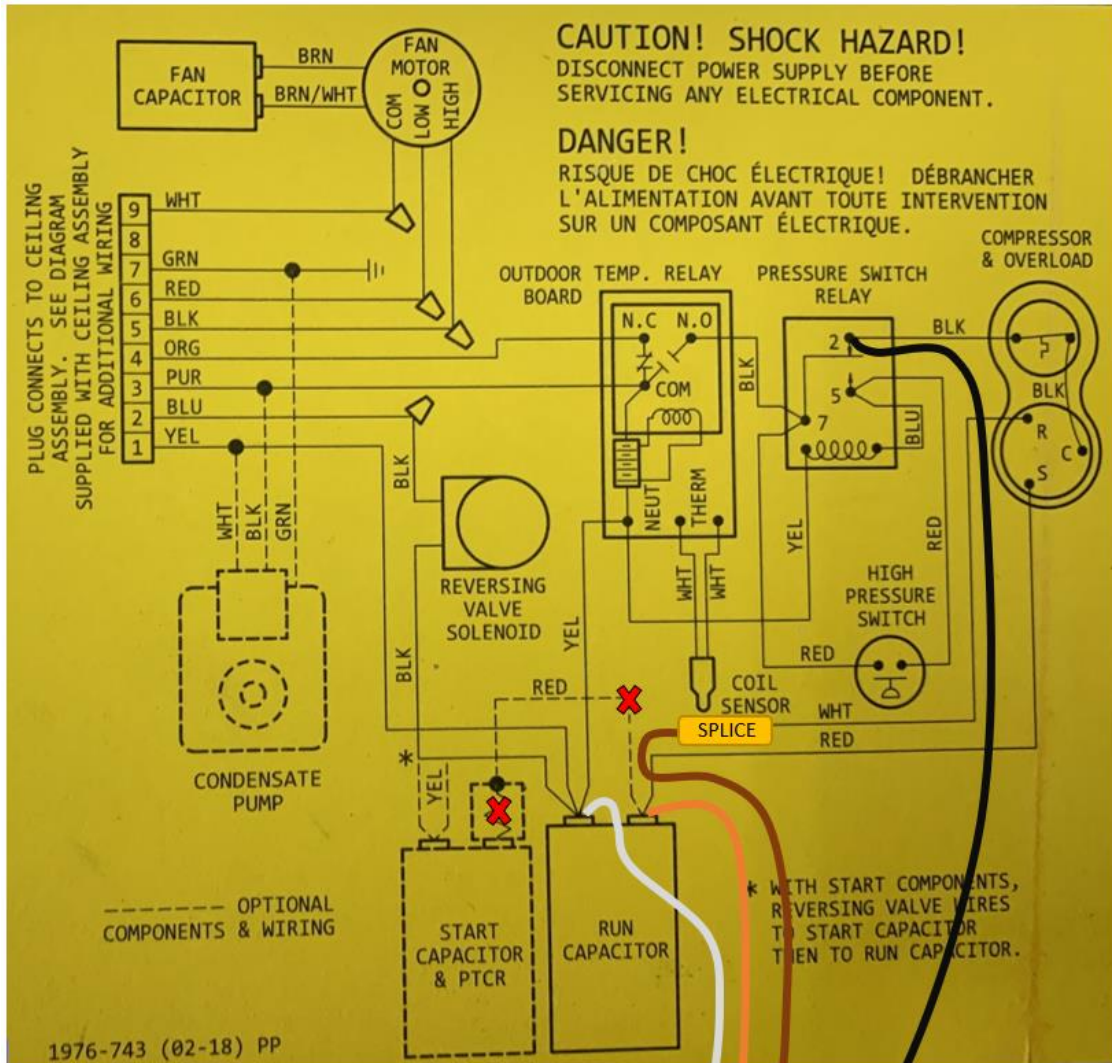 CAUTION! SHOCK HAZARD!
DISCONNECT POWER SUPPLY BEFORE
SERVICING ANY ELECTRICAL COMPONENT.
DANGER!
RISQUE DE CHOC ÉLECTRIQUE! DÉBRANCHER
L'ALIMENTATION AVANT TOUTE INTERVENTION
SUR UN COMPOSANT ÉLECTRIQUE.
FAN
CAPACITOR
BRN
BRN/WHT
FAN
MOTOR
COM
LOW
HIGH
PLUG CONNECTS TO CEILING
ASSEMBLY. SEE DIAGRAM
SUPPLIED WITH CEILING ASSEMBLY
FOR ADDITIONAL WIRING
9 WHT
8
7 GRN
6 RED
5 BLK
4 ORG
3 PUR
2 BLU
1 YEL
OUTDOOR TEMP. RELAY
BOARD
N.C N.O
COM
NEUT
THERM
BLK
PRESSURE SWITCH
RELAY
2
5
7
BLU
COMPRESSOR
& OVERLOAD
BLK
BLK
R
C
S
WHT
BLK
GRN
BLK
REVERSING
VALVE
SOLENOID
YEL
WHT
WHT
YEL
RED
HIGH
PRESSURE
SWITCH
RED
COIL
SENSOR
BLK
RED
SPLICE
WHT
RED
CONDENSATE
PUMP
*
YEL
OPTIONAL
COMPONENTS & WIRING
START
CAPACITOR
& PTCR
RUN
CAPACITOR
* WITH START COMPONENTS,
REVERSING VALVE WIRES
TO START CAPACITOR
THEN TO RUN CAPACITOR.
1976-743 (02-18) PP